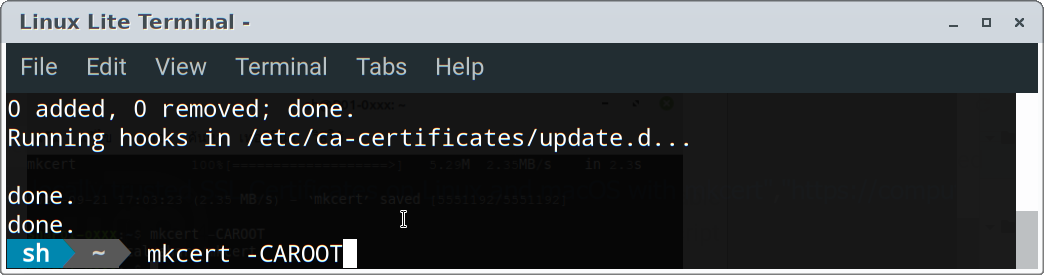 Linux Lite Terminal -
File Edit View Terminal Tabs Help
0 added, 0 removed; done.
Running hooks in /etc/ca-certificates/update.d...
done.
done.
sh ~ mkcert -CAROOT